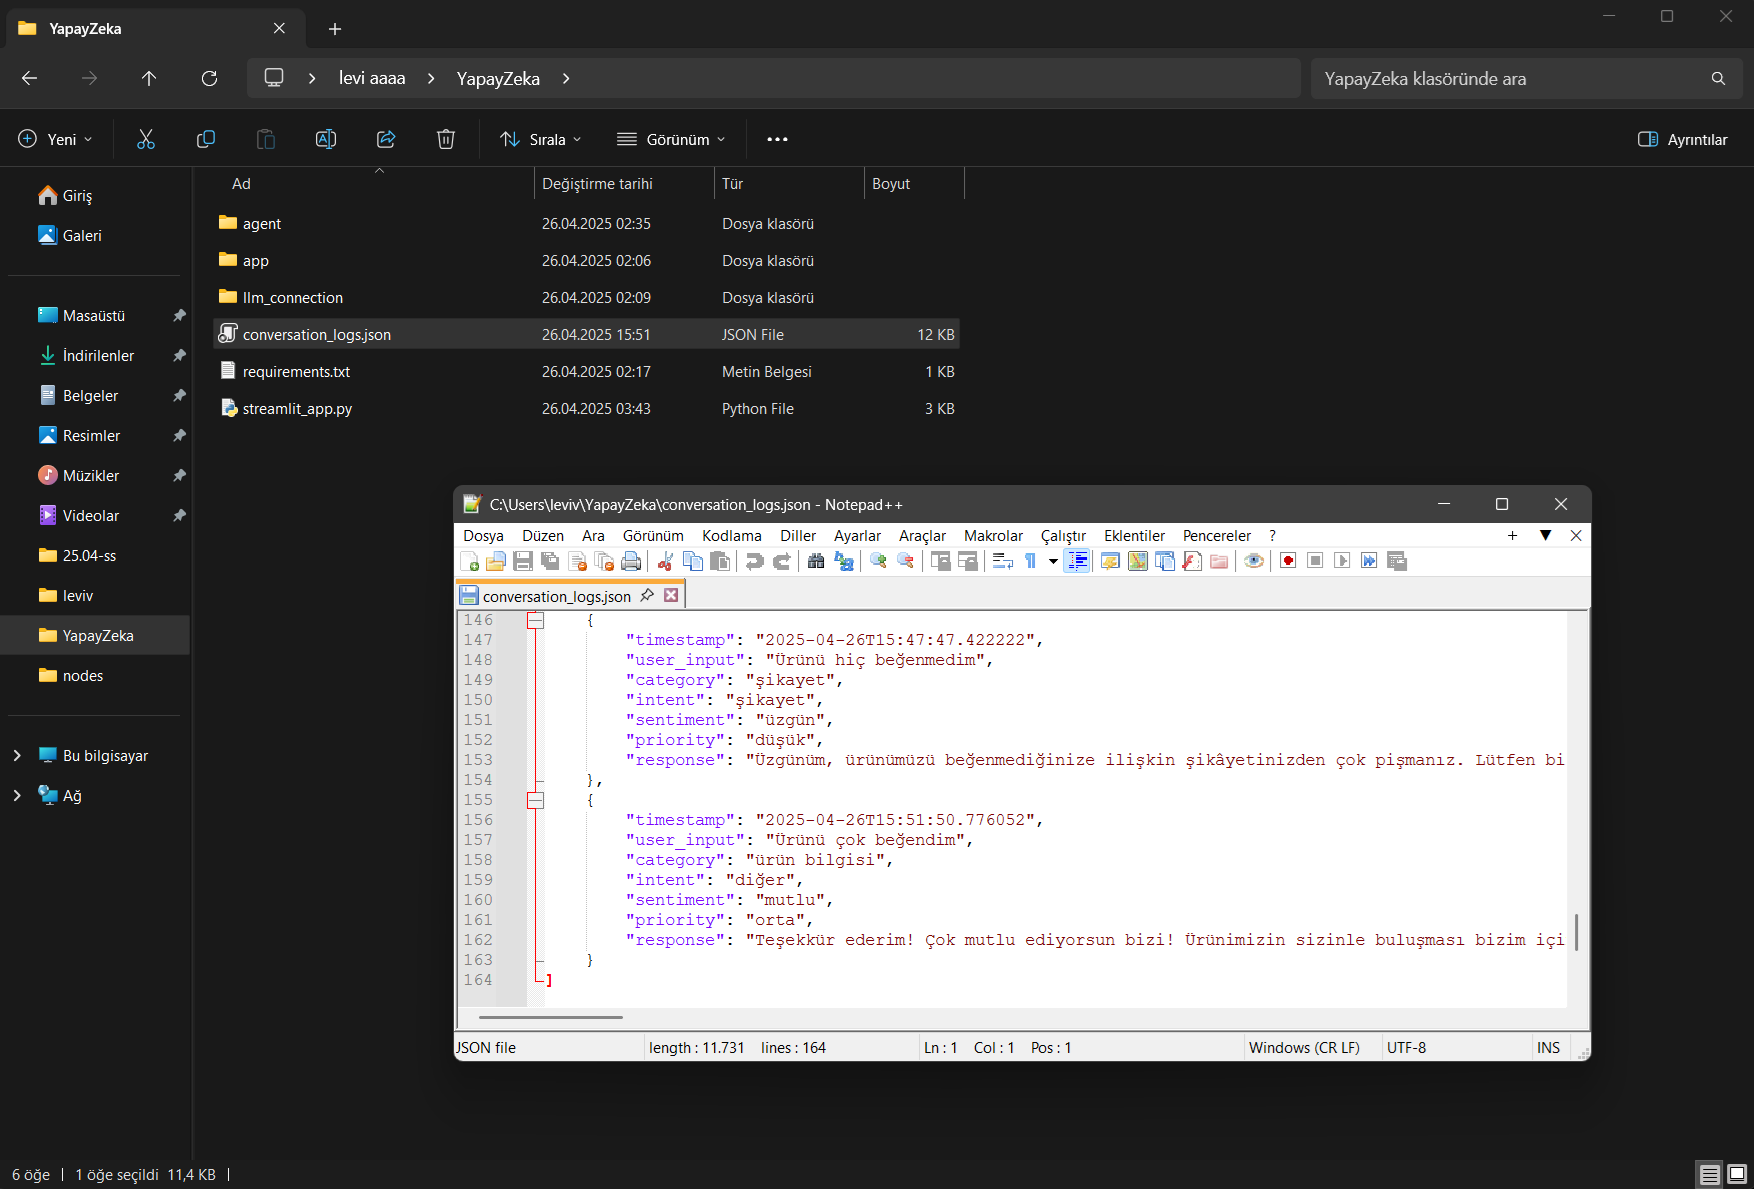 YapayZeka
levi aaaa
YapayZeka
YapayZeka klasöründe ara
Yeni
Sırala
Görünüm
Ayrıntılar
Giriş
Galeri
Masaüstü
İndirilenler
Belgeler
Resimler
Müzikler
Videolar
25.04-ss
leviv
YapayZeka
nodes
Bu bilgisayar
Ağ
Ad Değiştirme tarihi Tür Boyut
agent 26.04.2025 02:35 Dosya klasörü
app 26.04.2025 02:06 Dosya klasörü
llm_connection 26.04.2025 02:09 Dosya klasörü
conversation_logs.json 26.04.2025 15:51 JSON File 12 KB
requirements.txt 26.04.2025 02:17 Metin Belgesi 1 KB
streamlit_app.py 26.04.2025 03:43 Python File 3 KB
C:\Users\leviv\YapayZeka\conversation_logs.json - Notepad++
Dosya Düzen Ara Görünüm Kodlama Diller Ayarlar Araçlar Makrolar Çalıştır Eklentiler Pencereler ?
conversation_logs.json
146 {
147 "timestamp": "2025-04-26T15:47:47.422222",
148 "user_input": "Ürünü hiç beğenmedim",
149 "category": "şikayet",
150 "intent": "şikayet",
151 "sentiment": "üzgün",
152 "priority": "düşük",
153 "response": "Üzgünüm, ürünümüzü beğenmediğinize ilişkin şikâyetinizden çok pişmanız. Lütfen bi
154 },
155 {
156 "timestamp": "2025-04-26T15:51:50.776052",
157 "user_input": "Ürünü çok beğendim",
158 "category": "ürün bilgisi",
159 "intent": "diğer",
160 "sentiment": "mutlu",
161 "priority": "orta",
162 "response": "Teşekkür ederim! Çok mutlu ediyorsun bizi! Ürünimizin sizinle buluşması bizim içi
163 }
164 ]
JSON file length : 11.731 lines : 164 Ln : 1 Col : 1 Pos : 1 Windows (CR LF) UTF-8 INS
6 öğe 1 öğe seçildi 11,4 KB